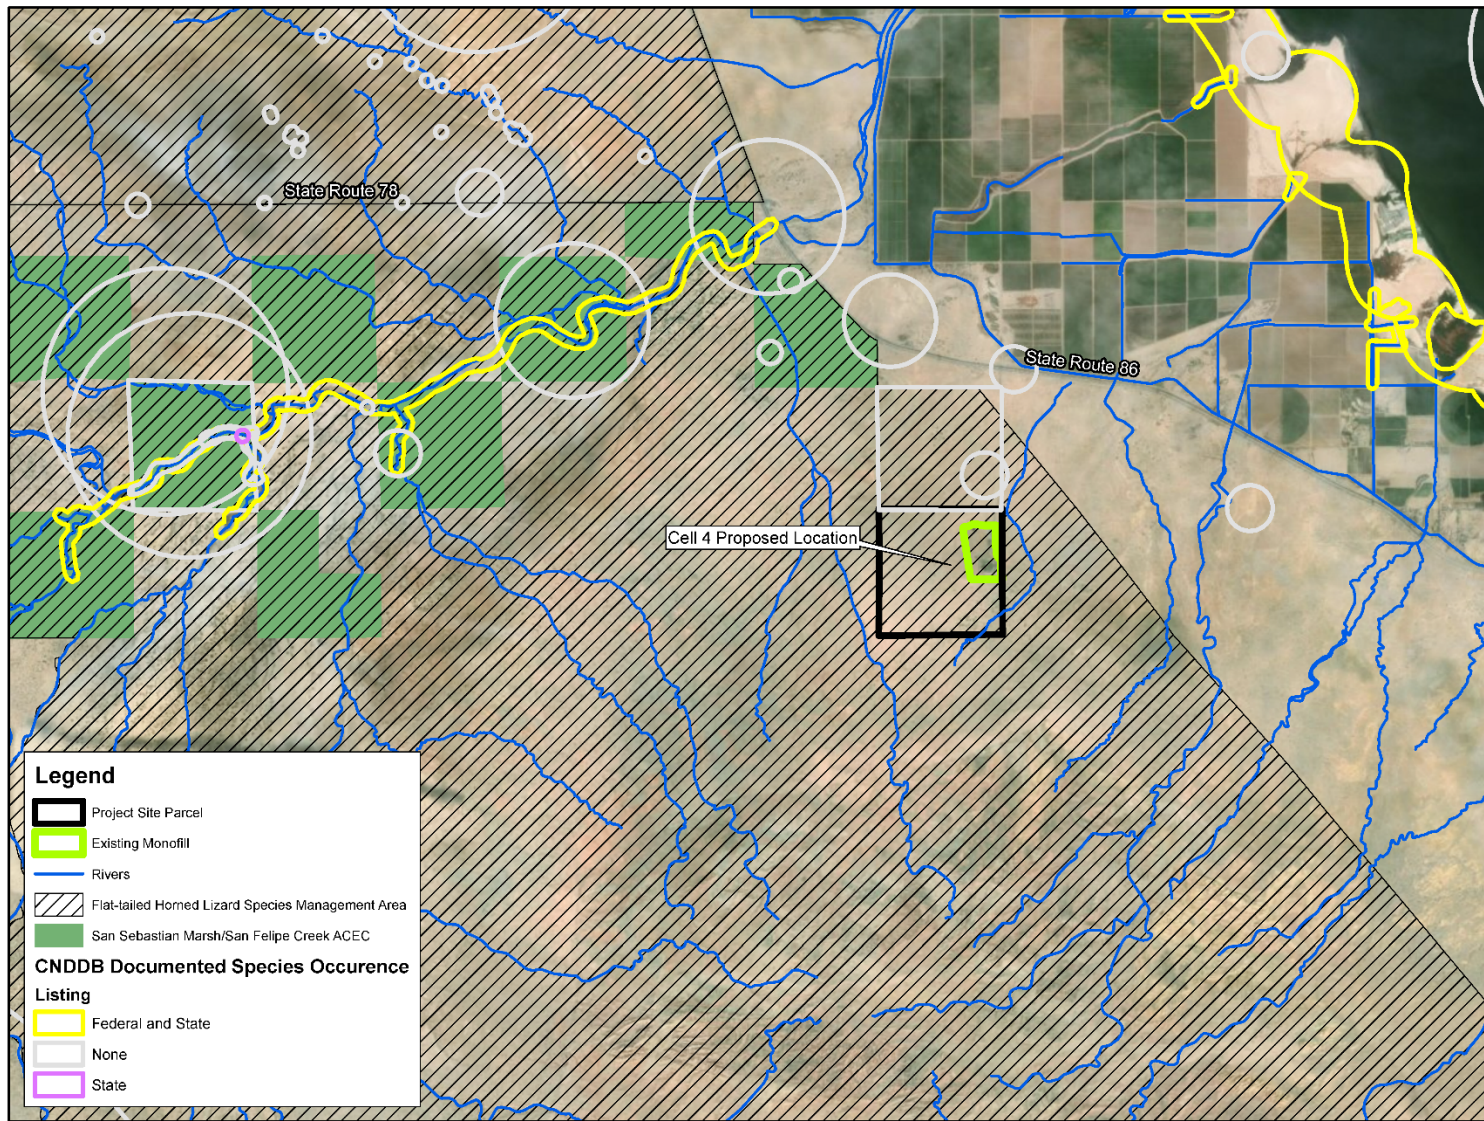 State Route 78
State Route 86
Cell 4 Proposed Location
Legend
Project Site Parcel
Existing Monofill
Rivers
Flat-tailed Horned Lizard Species Management Area
San Sebastian Marsh/San Felipe Creek ACEC
CNDDB Documented Species Occurence
Listing
Federal and State
None
State